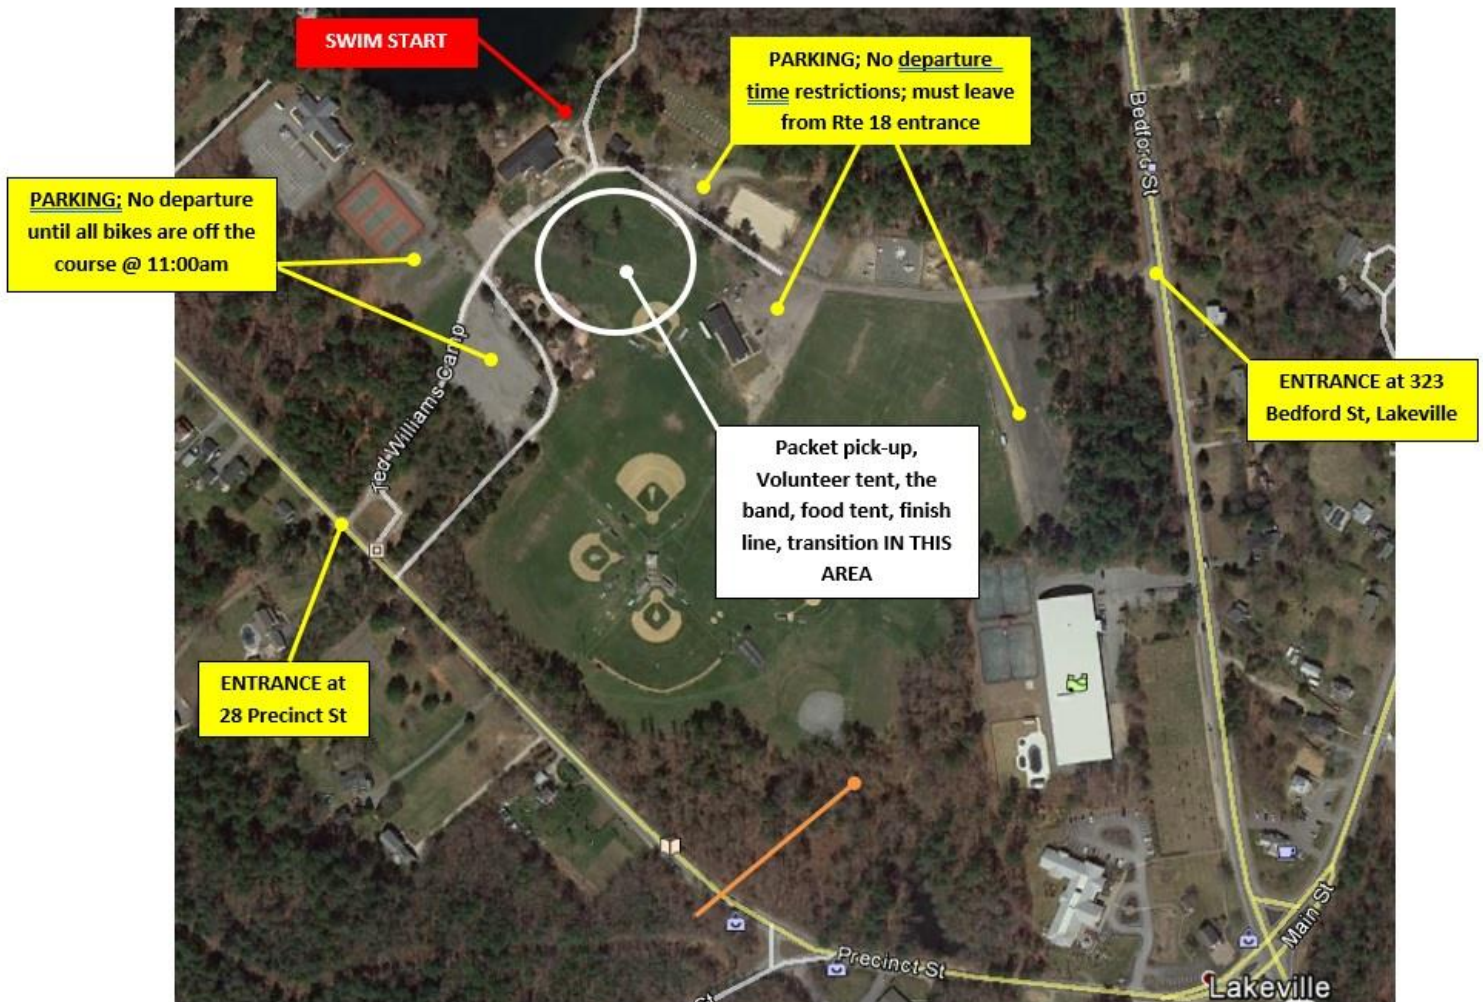 SWIM START
PARKING; No departure
time restrictions; must leave
from Rte 18 entrance
Bedford St
PARKING; No departure
until all bikes are off the
course @ 11:00am
Ted Williams Camp
ENTRANCE at 323
Bedford St, Lakeville
Packet pick-up,
Volunteer tent, the
band, food tent, finish
line, transition IN THIS
AREA
ENTRANCE at
28 Precinct St
Main St
Precinct St
Lakeville
St